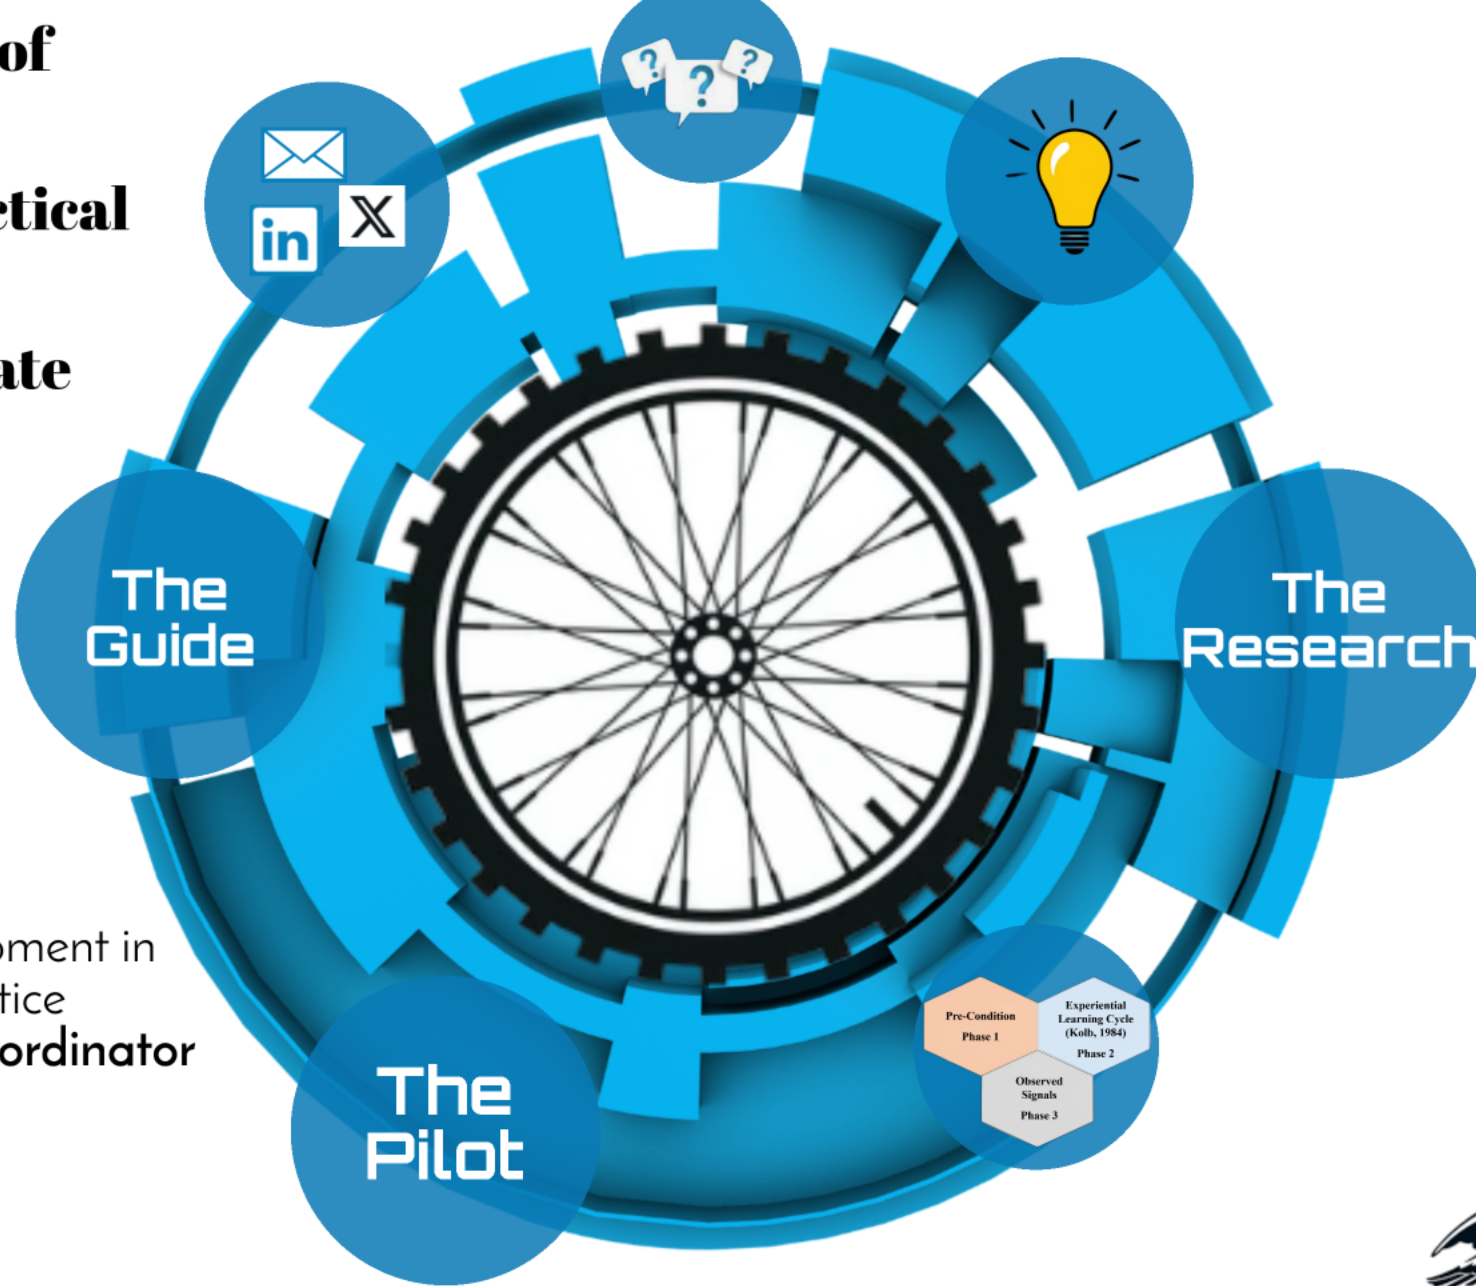 of
ctical
ate
oment in
tice
ordinator
?
?
?
in
X
The
Guide
The
Research
The
Pilot
Pre-Condition
Phase 1
Experiential
Learning Cycle
(Kolb, 1984)
Phase 2
Observed
Signals
Phase 3